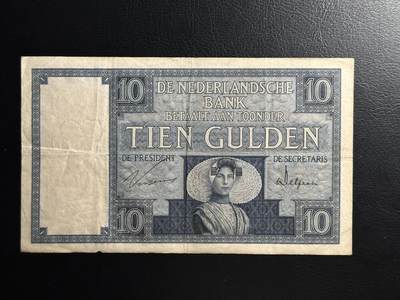 10 DE NEDERLANDSCHE 10
BANK
BETAALT AAN TOONDER
TIEN GULDEN
DE PRESIDENT DE SECRETARIS
10 10